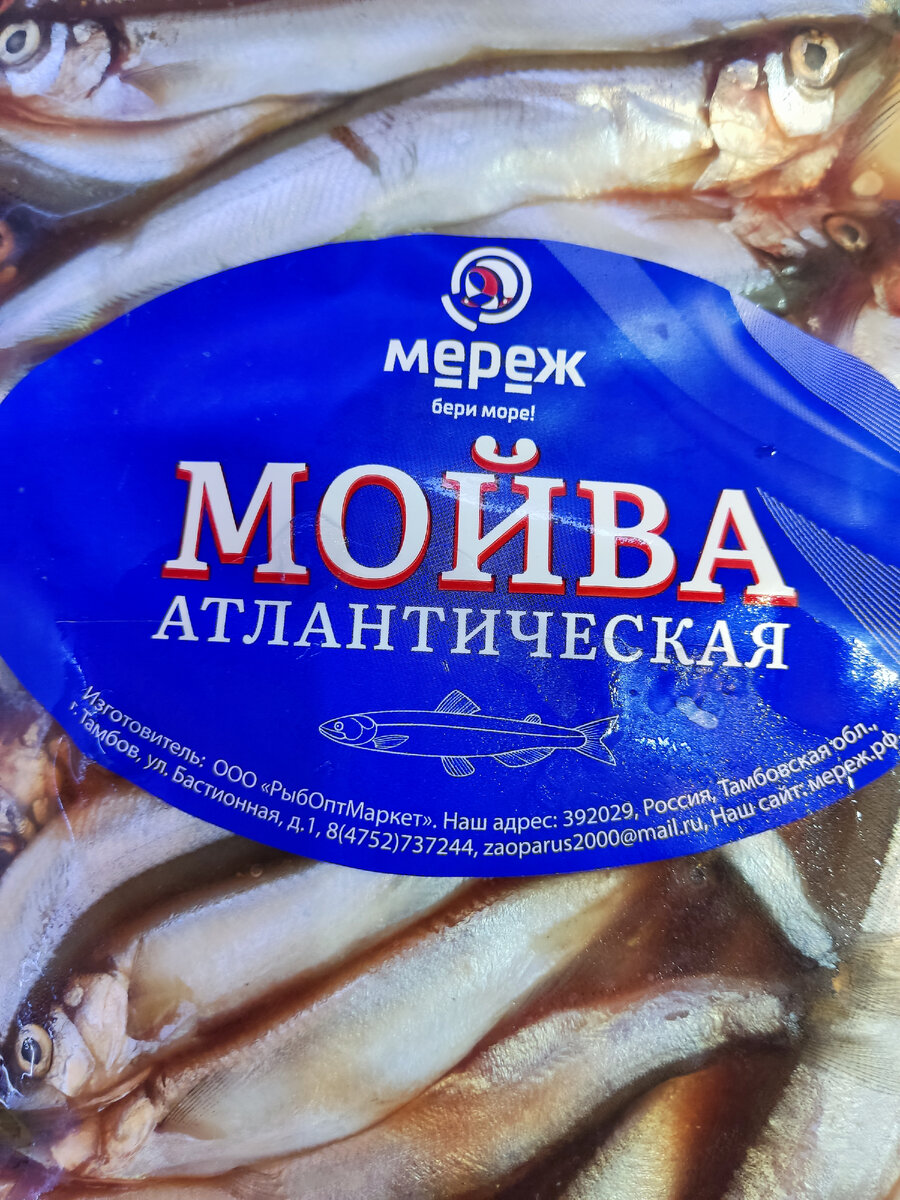 мереж
бери море!
МОЙВА
АТЛАНТИЧЕСКАЯ
Изготовитель: ООО «РыбОптМаркет». Наш адрес: 392029, Россия, Тамбовская обл.,
г. Тамбов, ул. Бастионная, д.1, 8(4752)737244, zaoparus2000@mail.ru, Наш сайт: мереж.рф